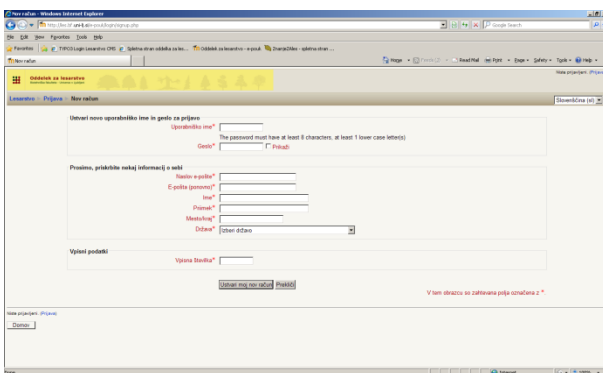 Nov račun - Windows Internet Explorer
Google Search
File Edit View Favorites Tools Help
Favorites
Nov račun
Page Safety Tools Help
Oddelek za lesarstvo
Niste prijavljeni. (Prijava)
Lesarstvo Prijava Nov račun
Slovenščina (sl)
Ustvari novo uporabniško ime in geslo za prijavo
Uporabniško ime*
The password must have at least 8 characters, at least 1 lower case letter(s)
Geslo* Prikaži
Prosimo, priskrbite nekaj informacij o sebi
Naslov e-pošte*
E-pošta (ponovno)*
Ime*
Priimek*
Mesto/kraj*
Država* Izberi državo
Vpisni podatki
Vpisna številka*
Ustvari moj nov račun Prekliči
V tem obrazcu so zahtevana polja označena z *.
Niste prijavljeni. (Prijava)
Domov
Internet